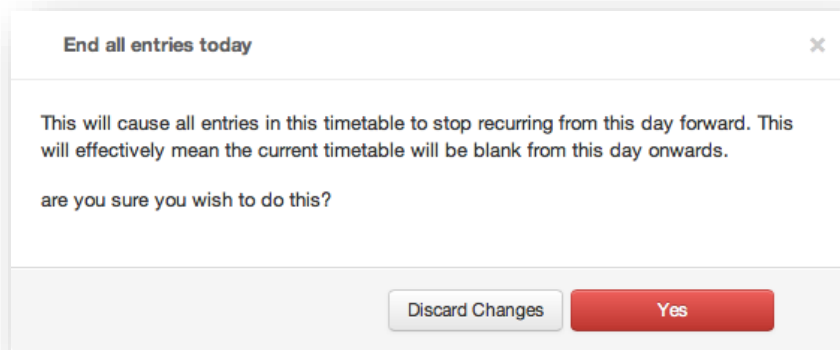 End all entries today
This will cause all entries in this timetable to stop recurring from this day forward. This
will effectively mean the current timetable will be blank from this day onwards.
are you sure you wish to do this?
Discard Changes
Yes